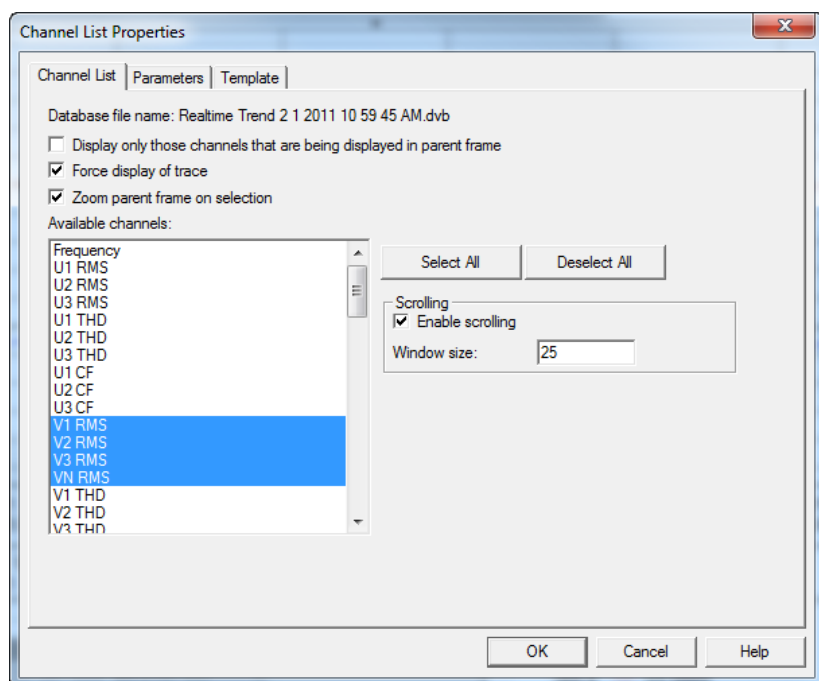 Channel List Properties
Channel List Parameters Template
Database file name: Realtime Trend 2 1 2011 10 59 45 AM.dvb
Display only those channels that are being displayed in parent frame
Force display of trace
Zoom parent frame on selection
Available channels:
Frequency
U1 RMS
U2 RMS
U3 RMS
U1 THD
U2 THD
U3 THD
U1 CF
U2 CF
U3 CF
V1 RMS
V2 RMS
V3 RMS
VN RMS
V1 THD
V2 THD
V3 THD
Select All Deselect All
Scrolling
Enable scrolling
Window size: 25
OK Cancel Help